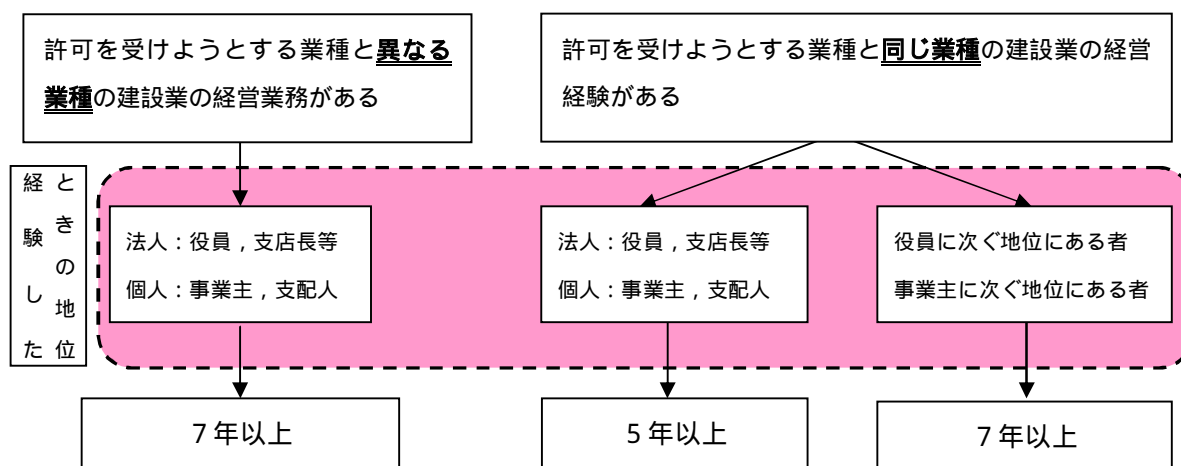 許可を受けようとする業種と異なる
業種の建設業の経営業務がある
許可を受けようとする業種と同じ業種の建設業の経営
経験がある
経験した
ときの地位
法人：役員，支店長等
個人：事業主，支配人
法人：役員，支店長等
個人：事業主，支配人
役員に次ぐ地位にある者
事業主に次ぐ地位にある者
７年以上
５年以上
７年以上